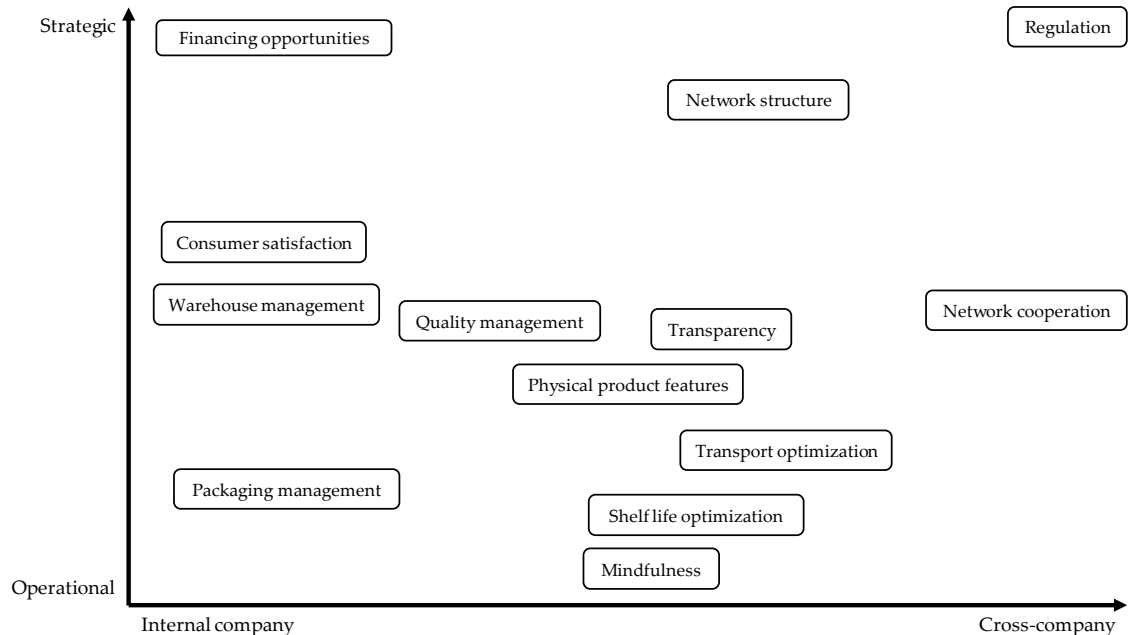 Strategic
Financing opportunities
Regulation
Network structure
Consumer satisfaction
Warehouse management
Quality management
Transparency
Network cooperation
Physical product features
Transport optimization
Packaging management
Shelf life optimization
Mindfulness
Operational
Internal company
Cross-company